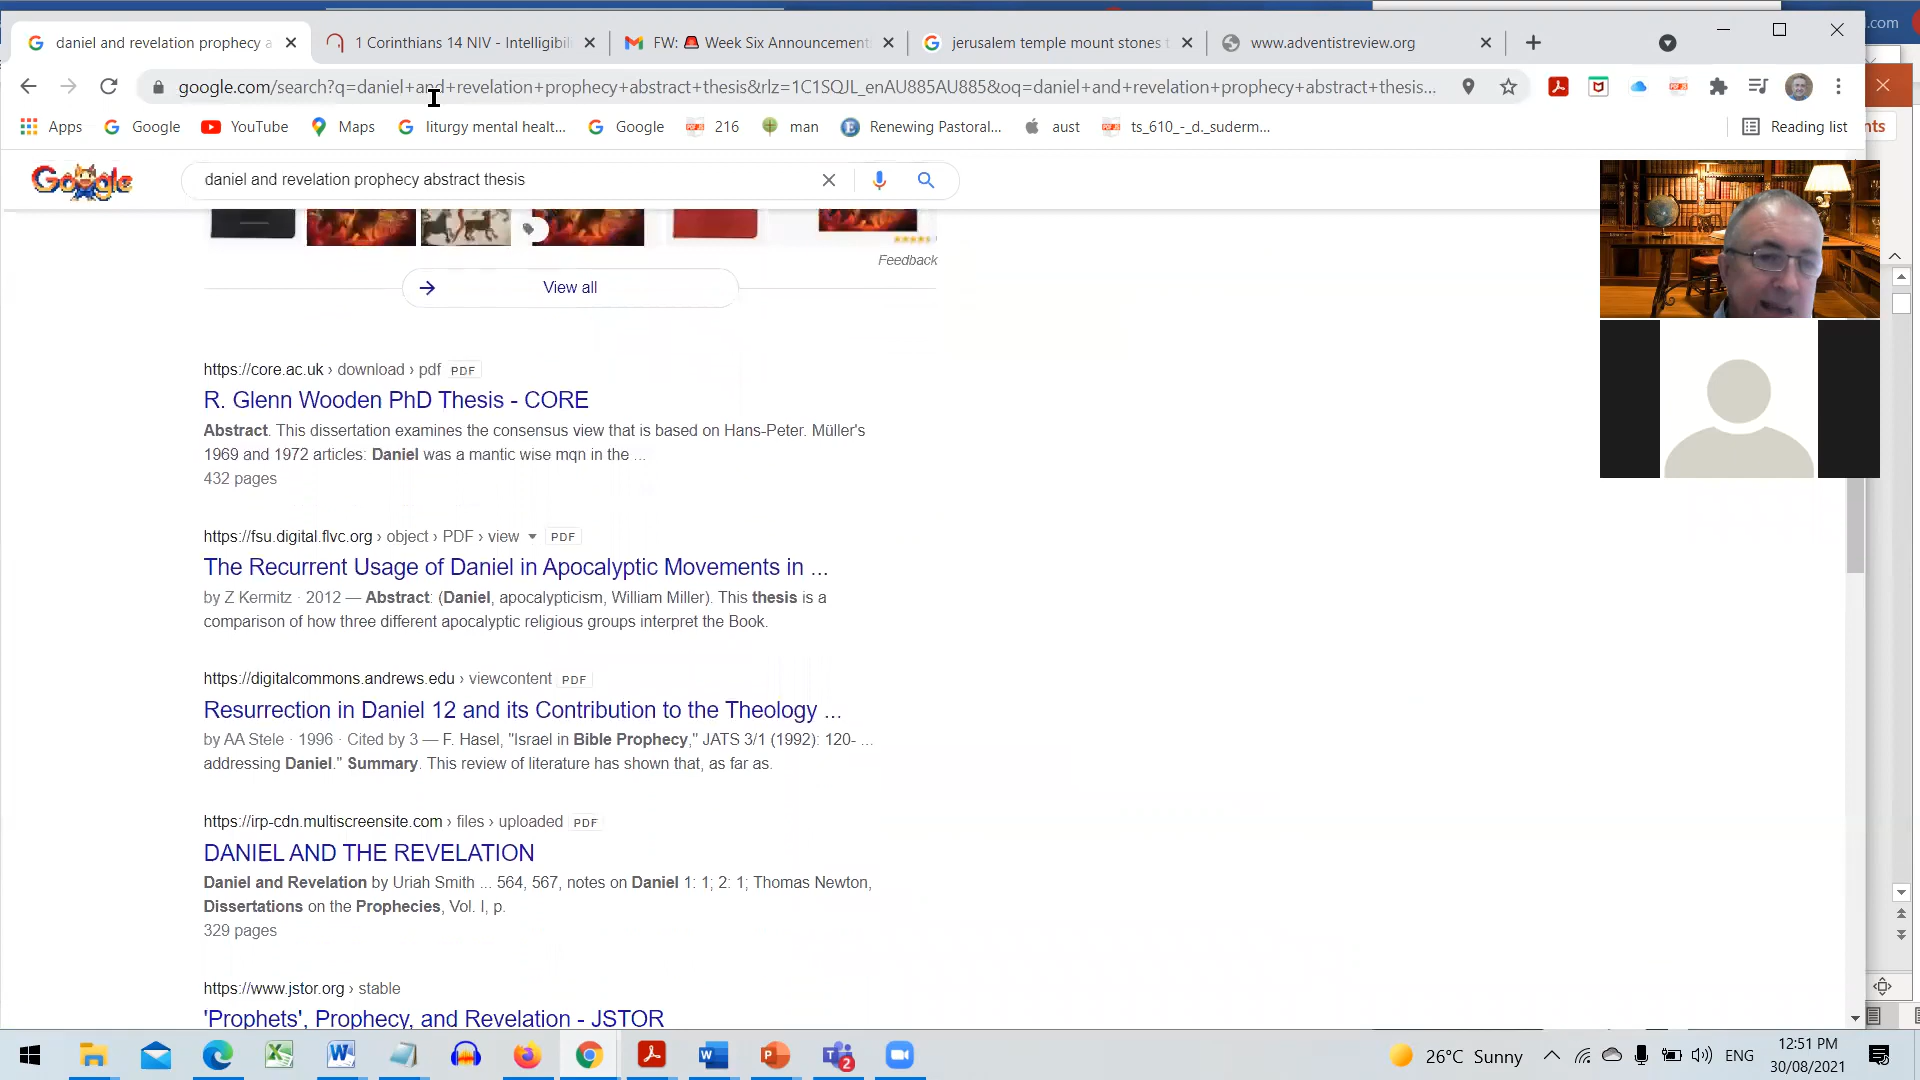 .com
daniel and revelation prophecy a
1 Corinthians 14 NIV - Intelligibil
FW: 🚨 Week Six Announcement
jerusalem temple mount stones t
www.adventistreview.org
google.com/search?q=daniel+and+revelation+prophecy+abstract+thesis&rlz=1C1SQJL_enAU885AU885&oq=daniel+and+revelation+prophecy+abstract+thesis...
Apps
Google
YouTube
Maps
liturgy mental healt...
Google
216
man
Renewing Pastoral...
aust
ts_610_-_d._suderm...
Reading list
nts
Google
daniel and revelation prophecy abstract thesis
Feedback
View all
https://core.ac.uk › download › pdf PDF
R. Glenn Wooden PhD Thesis - CORE
Abstract. This dissertation examines the consensus view that is based on Hans-Peter. Müller's
1969 and 1972 articles: Daniel was a mantic wise mqn in the ...
432 pages
https://fsu.digital.flvc.org › object › PDF › view PDF
The Recurrent Usage of Daniel in Apocalyptic Movements in ...
by Z Kermitz · 2012 — Abstract: (Daniel, apocalypticism, William Miller). This thesis is a
comparison of how three different apocalyptic religious groups interpret the Book.
https://digitalcommons.andrews.edu › viewcontent PDF
Resurrection in Daniel 12 and its Contribution to the Theology ...
by AA Stele · 1996 · Cited by 3 — F. Hasel, "Israel in Bible Prophecy," JATS 3/1 (1992): 120- ...
addressing Daniel." Summary. This review of literature has shown that, as far as.
https://irp-cdn.multiscreensite.com › files › uploaded PDF
DANIEL AND THE REVELATION
Daniel and Revelation by Uriah Smith ... 564, 567, notes on Daniel 1: 1; 2: 1; Thomas Newton,
Dissertations on the Prophecies, Vol. I, p.
329 pages
https://www.jstor.org › stable
'Prophets', Prophecy, and Revelation - JSTOR
2
26°C Sunny
ENG
12:51 PM
30/08/2021